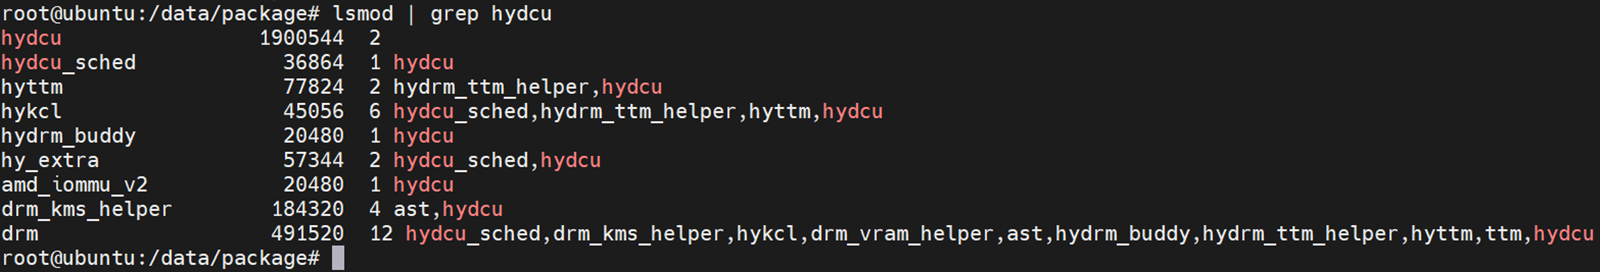 root@ubuntu:/data/package# lsmod | grep hydcu
hydcu                1900544  2
hydcu_sched            36864  1 hydcu
hyttm                  77824  2 hydrm_ttm_helper,hydcu
hykcl                  45056  6 hydcu_sched,hydrm_ttm_helper,hyttm,hydcu
hydrm_buddy            20480  1 hydcu
hy_extra               57344  2 hydcu_sched,hydcu
amd_iommu_v2           20480  1 hydcu
drm_kms_helper        184320  4 ast,hydcu
drm                   491520  12 hydcu_sched,drm_kms_helper,hykcl,drm_vram_helper,ast,hydrm_buddy,hydrm_ttm_helper,hyttm,ttm,hydcu
root@ubuntu:/data/package#